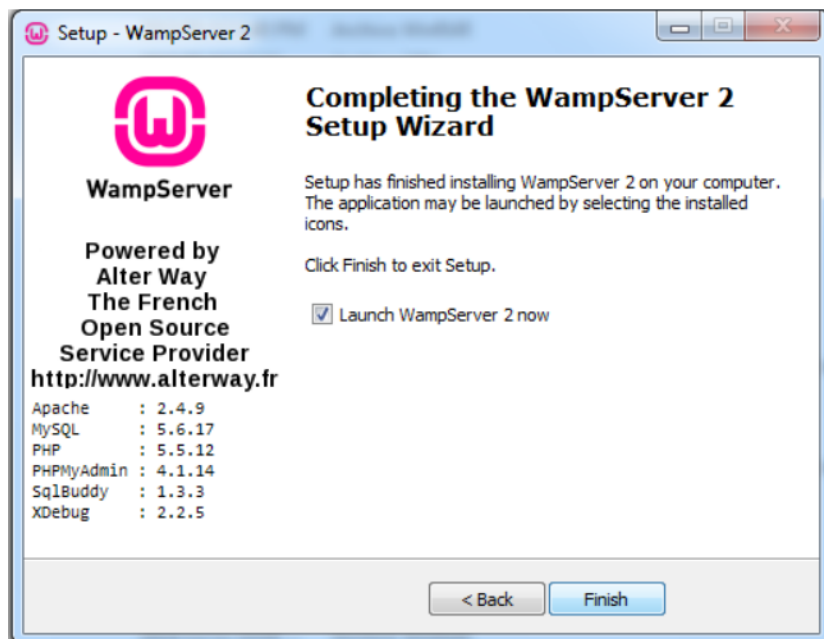 Setup - WampServer 2
WampServer
Powered by
Alter Way
The French
Open Source
Service Provider
http://www.alterway.fr
Apache : 2.4.9
MySQL : 5.6.17
PHP : 5.5.12
PHPMyAdmin : 4.1.14
SqlBuddy : 1.3.3
XDebug : 2.2.5
Completing the WampServer 2
Setup Wizard
Setup has finished installing WampServer 2 on your computer.
The application may be launched by selecting the installed
icons.
Click Finish to exit Setup.
Launch WampServer 2 now
< Back
Finish